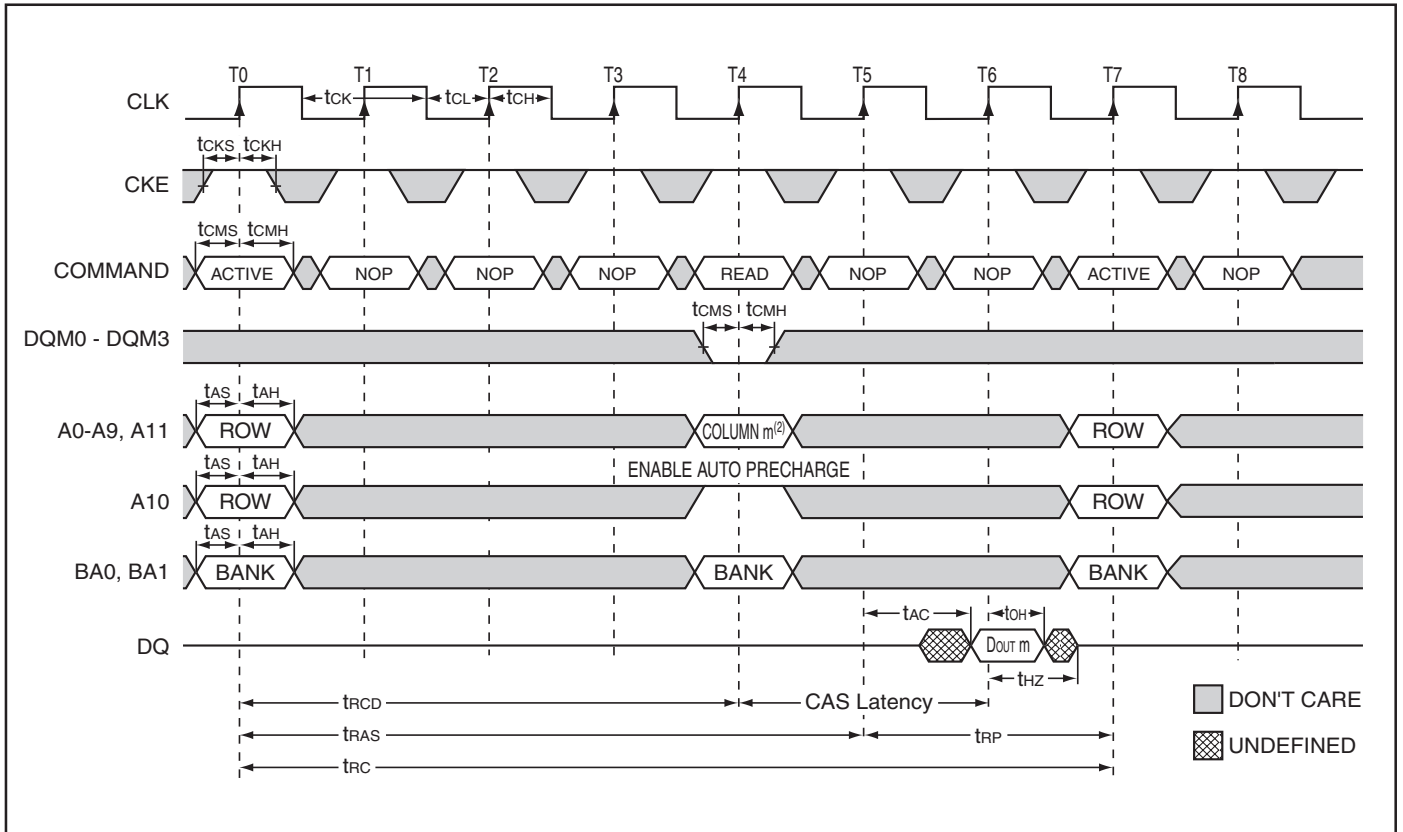 T0 T1 T2 T3 T4 T5 T6 T7 T8
CLK tCK tCL tCH
tCKS tCKH
CKE
tCMS tCMH
COMMAND ACTIVE NOP NOP NOP READ NOP NOP ACTIVE NOP
tCMS tCMH
DQM0 - DQM3
tAS tAH
A0-A9, A11 ROW COLUMN m(2) ROW
tAS tAH ENABLE AUTO PRECHARGE
A10 ROW ROW
tAS tAH
BA0, BA1 BANK BANK BANK
tAC tOH
DQ DOUT m
tHZ
tRCD CAS Latency DON'T CARE
tRAS tRP
UNDEFINED
tRC